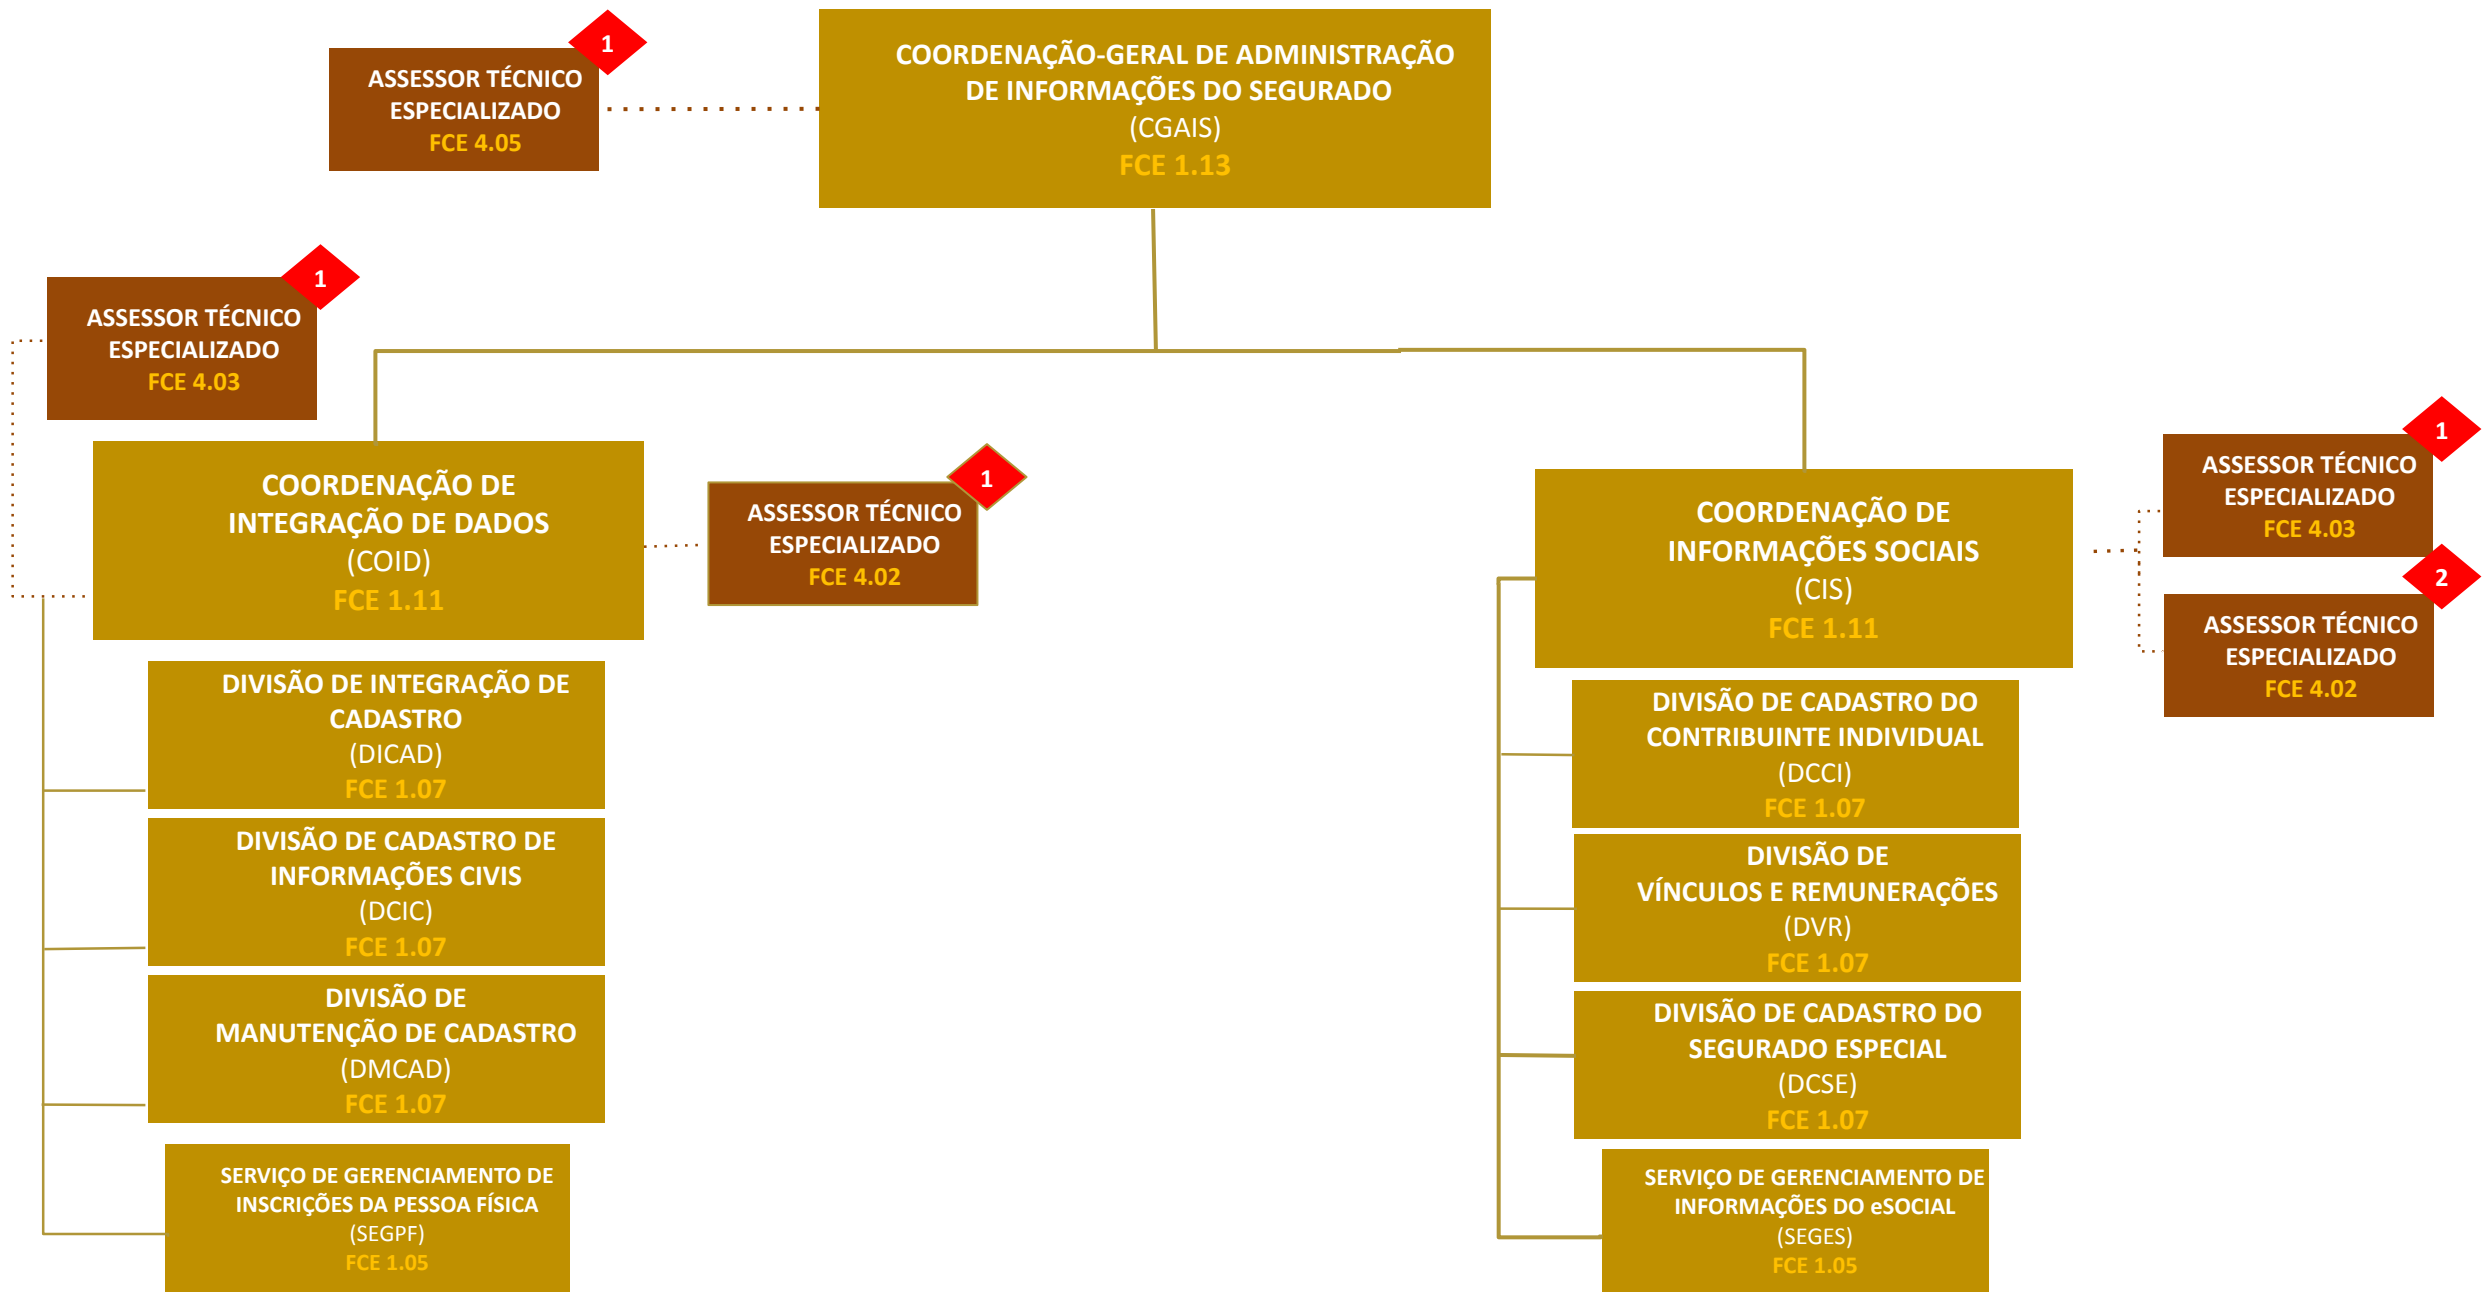 1
ASSESSOR TÉCNICO
ESPECIALIZADO
FCE 4.05
COORDENAÇÃO-GERAL DE ADMINISTRAÇÃO
DE INFORMAÇÕES DO SEGURADO
(CGAIS)
FCE 1.13
1
ASSESSOR TÉCNICO
ESPECIALIZADO
FCE 4.03
COORDENAÇÃO DE
INTEGRAÇÃO DE DADOS
(COID)
FCE 1.11
1
ASSESSOR TÉCNICO
ESPECIALIZADO
FCE 4.02
DIVISÃO DE INTEGRAÇÃO DE
CADASTRO
(DICAD)
FCE 1.07
DIVISÃO DE CADASTRO DE
INFORMAÇÕES CIVIS
(DCIC)
FCE 1.07
DIVISÃO DE
MANUTENÇÃO DE CADASTRO
(DMCAD)
FCE 1.07
SERVIÇO DE GERENCIAMENTO DE
INSCRIÇÕES DA PESSOA FÍSICA
(SEGPF)
FCE 1.05
COORDENAÇÃO DE
INFORMAÇÕES SOCIAIS
(CIS)
FCE 1.11
1
ASSESSOR TÉCNICO
ESPECIALIZADO
FCE 4.03
2
ASSESSOR TÉCNICO
ESPECIALIZADO
FCE 4.02
DIVISÃO DE CADASTRO DO
CONTRIBUINTE INDIVIDUAL
(DCCI)
FCE 1.07
DIVISÃO DE
VÍNCULOS E REMUNERAÇÕES
(DVR)
FCE 1.07
DIVISÃO DE CADASTRO DO
SEGURADO ESPECIAL
(DCSE)
FCE 1.07
SERVIÇO DE GERENCIAMENTO DE
INFORMAÇÕES DO eSOCIAL
(SEGES)
FCE 1.05